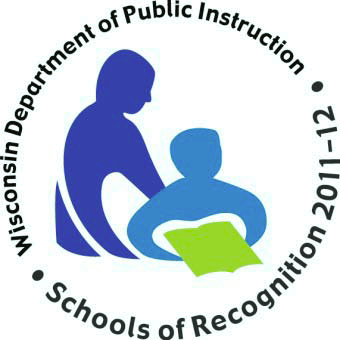 Wisconsin Department of Public Instruction
• Schools of Recognition 2011-12 •